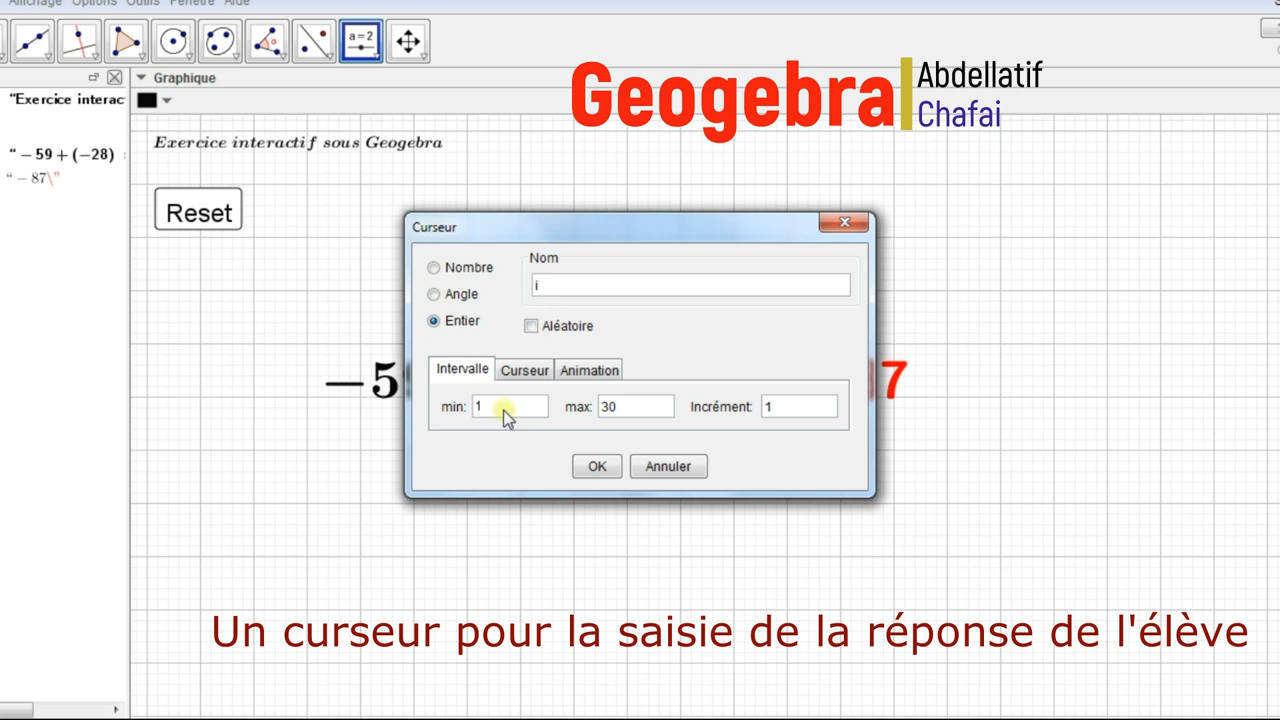 Affichage Options Outils Fenêtre Aide
a=2
Graphique
"Exercice interac
Geogebra
Abdellatif
Chafai
Exercice interactif sous Geogebra
“ −59 + (−28) :
“ −87\”
Reset
Curseur
Nombre
Angle
Entier
Nom
i
Aléatoire
Intervalle Curseur Animation
−5
7
min: 1 max: 30 Incrément: 1
OK Annuler
Un curseur pour la saisie de la réponse de l'élève